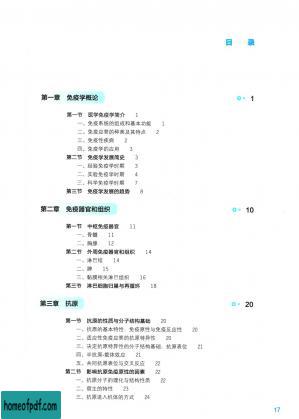 目 录
第一章 免疫学概论 1
第一节 医学免疫学简介 1
一、免疫系统的组成和基本功能 1
二、免疫应答的种类及其特点 2
三、免疫性疾病 2
四、免疫学的应用 3
第二节 免疫学发展简史 3
一、经验免疫学时期 4
二、实验免疫学时期 4
三、科学免疫学时期 7
第三节 免疫学发展的趋势 8
第二章 免疫器官和组织 10
第一节 中枢免疫器官 11
一、骨髓 11
二、胸腺 12
第二节 外周免疫器官和组织 14
一、淋巴结 14
二、脾 15
三、黏膜相关淋巴组织 16
第三节 淋巴细胞归巢与再循环 18
第三章 抗原 20
第一节 抗原的性质与分子结构基础 20
一、抗原的基本特性：免疫原性与免疫反应性 20
二、适应性免疫应答的抗原特异性 21
三、决定抗原特异性的分子结构基础：抗原表位 21
四、半抗原-载体效应 21
五、共同抗原表位与交叉反应 22
第二节 影响抗原免疫原性的因素 22
一、抗原分子的理化与结构性质 22
二、宿主的特性 23
三、抗原进入机体的方式 24
17
homeofpdf.com